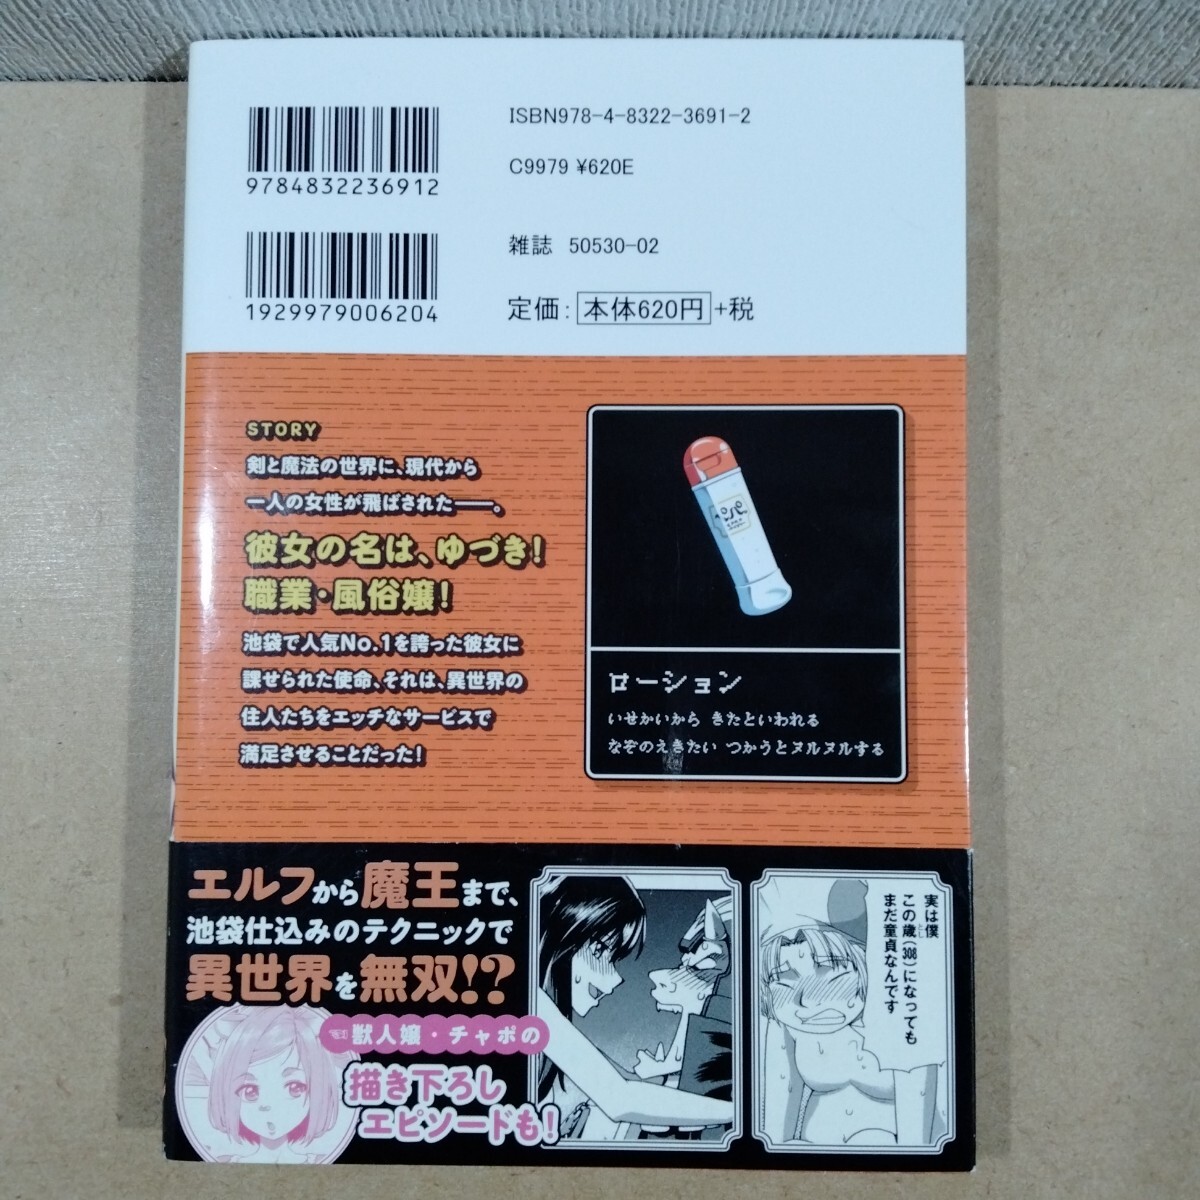 ISBN978-4-8322-3691-2
C9979 ¥620E
9784832236912
雑誌 50530-02
定価：本体620円+税
1929979006204
STORY
剣と魔法の世界に、現代から
一人の女性が飛ばされた――。
彼女の名は、ゆづき！
職業・風俗嬢！
池袋で人気No.1を誇った彼女に
課せられた使命、それは、異世界の
住人たちをエッチなサービスで
満足させることだった！
ペペ
ローション
いせかいから きたといわれる
なぞのえきたい つかうとヌルヌルする
エルフから魔王まで、
池袋仕込みのテクニックで
異世界を無双!?
獣人嬢・チャポの
描き下ろし
エピソードも！
実は僕
この歳(308)になっても
とし
まだ童貞なんです